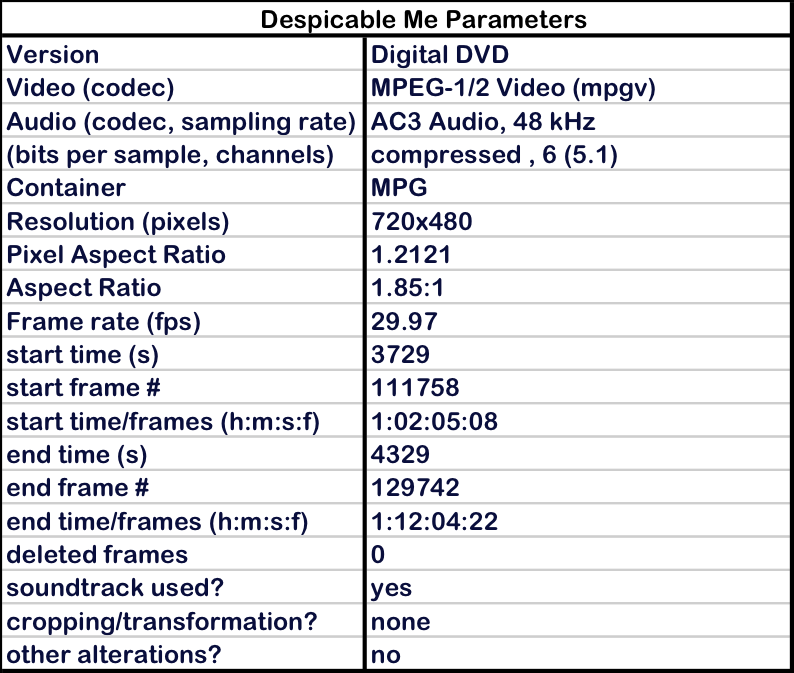 Despicable Me Parameters
Version Digital DVD
Video (codec) MPEG-1/2 Video (mpgv)
Audio (codec, sampling rate) AC3 Audio, 48 kHz
(bits per sample, channels) compressed , 6 (5.1)
Container MPG
Resolution (pixels) 720x480
Pixel Aspect Ratio 1.2121
Aspect Ratio 1.85:1
Frame rate (fps) 29.97
start time (s) 3729
start frame # 111758
start time/frames (h:m:s:f) 1:02:05:08
end time (s) 4329
end frame # 129742
end time/frames (h:m:s:f) 1:12:04:22
deleted frames 0
soundtrack used? yes
cropping/transformation? none
other alterations? no